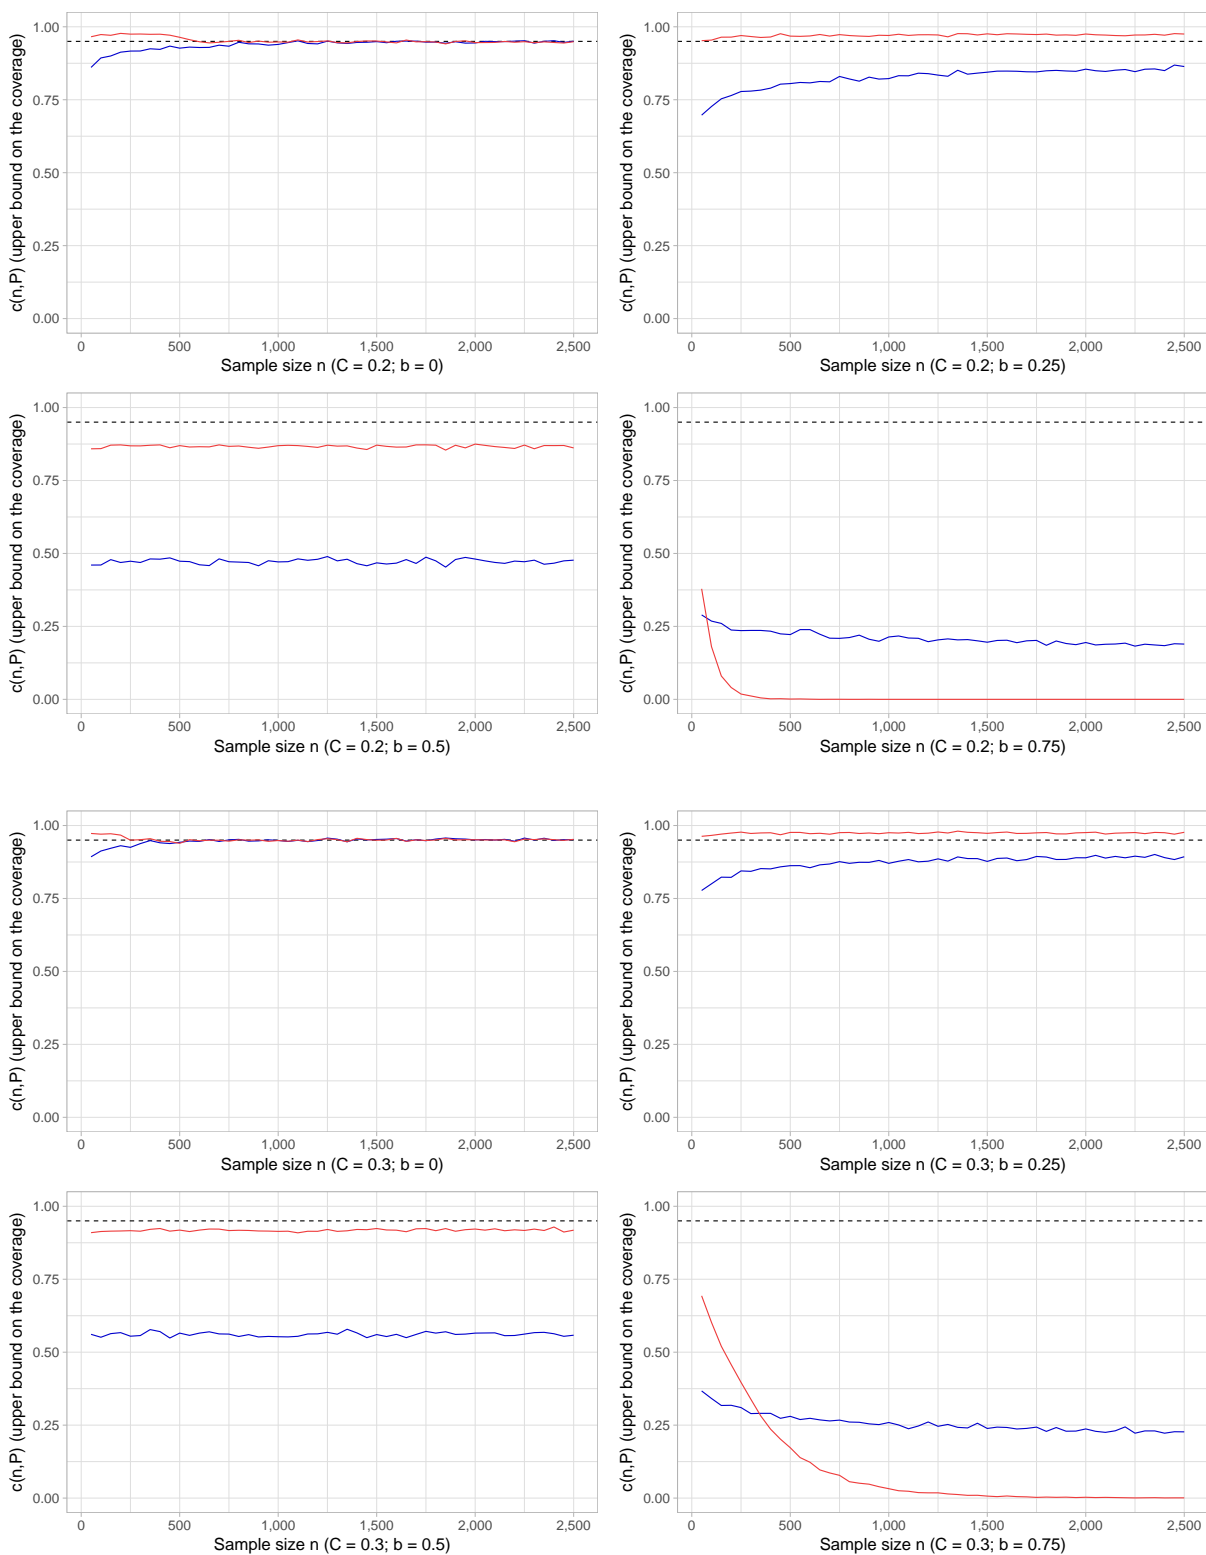 c(n,P) (upper bound on the coverage)
1.00
0.75
0.50
0.25
0.00
0 500 1,000 1,500 2,000 2,500
Sample size n (C = 0.2; b = 0)
c(n,P) (upper bound on the coverage)
1.00
0.75
0.50
0.25
0.00
0 500 1,000 1,500 2,000 2,500
Sample size n (C = 0.2; b = 0.25)
c(n,P) (upper bound on the coverage)
1.00
0.75
0.50
0.25
0.00
0 500 1,000 1,500 2,000 2,500
Sample size n (C = 0.2; b = 0.5)
c(n,P) (upper bound on the coverage)
1.00
0.75
0.50
0.25
0.00
0 500 1,000 1,500 2,000 2,500
Sample size n (C = 0.2; b = 0.75)
c(n,P) (upper bound on the coverage)
1.00
0.75
0.50
0.25
0.00
0 500 1,000 1,500 2,000 2,500
Sample size n (C = 0.3; b = 0)
c(n,P) (upper bound on the coverage)
1.00
0.75
0.50
0.25
0.00
0 500 1,000 1,500 2,000 2,500
Sample size n (C = 0.3; b = 0.25)
c(n,P) (upper bound on the coverage)
1.00
0.75
0.50
0.25
0.00
0 500 1,000 1,500 2,000 2,500
Sample size n (C = 0.3; b = 0.5)
c(n,P) (upper bound on the coverage)
1.00
0.75
0.50
0.25
0.00
0 500 1,000 1,500 2,000 2,500
Sample size n (C = 0.3; b = 0.75)